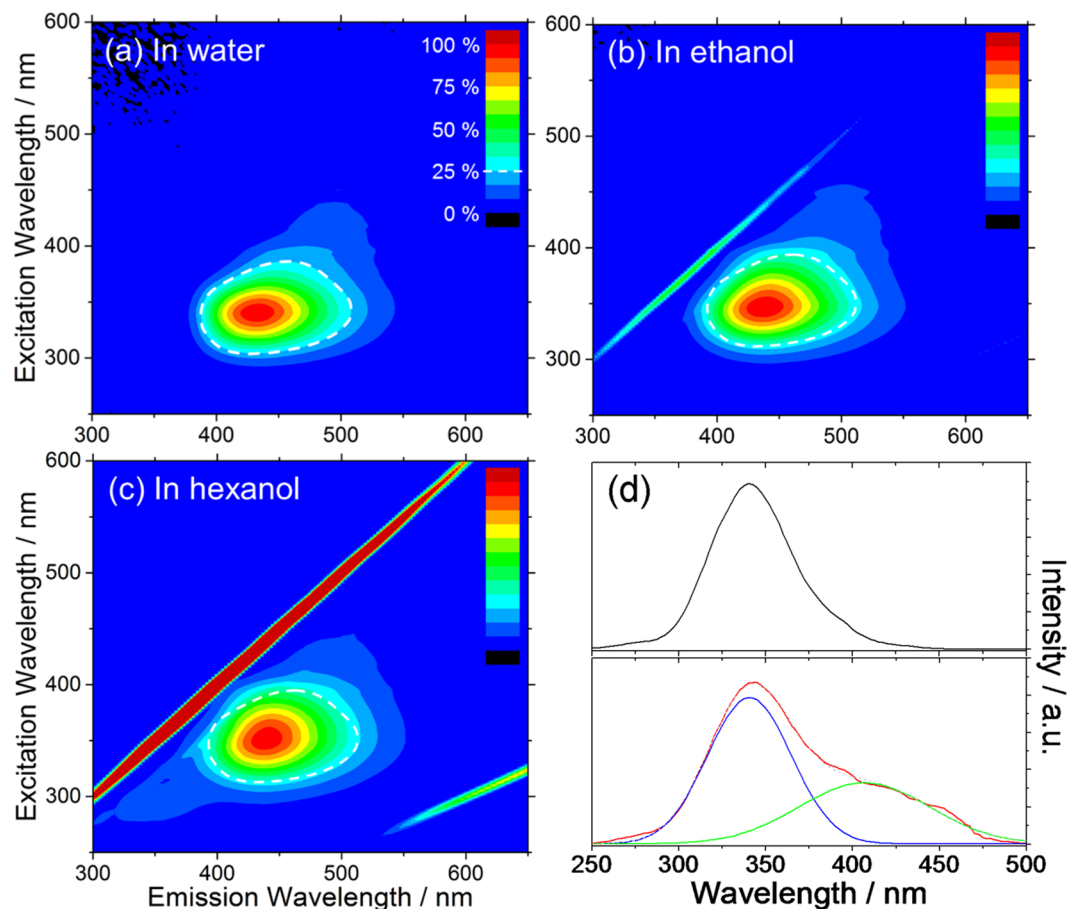 (a) In water
100 %
75 %
50 %
25 %
0 %
600
500
400
300
300 400 500 600
Excitation Wavelength / nm
(b) In ethanol
600
500
400
300
300 400 500 600
(c) In hexanol
600
500
400
300
300 400 500 600
Excitation Wavelength / nm
Emission Wavelength / nm
(d)
250 300 350 400 450 500
Wavelength / nm
Intensity / a.u.